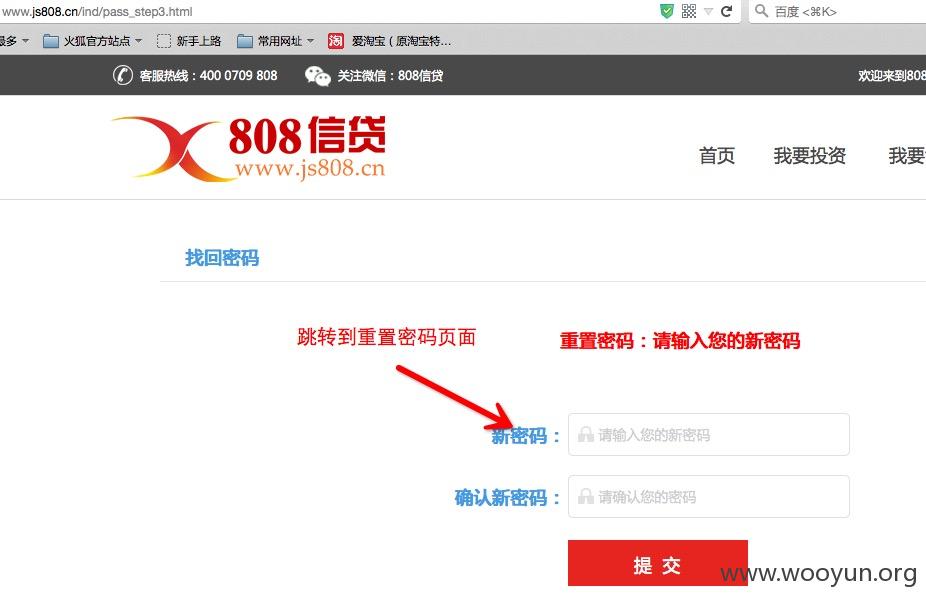 www.js808.cn/ind/pass_step3.html
百度 <⌘K>
最多
火狐官方站点
新手上路
常用网址
淘
爱淘宝（原淘宝特...
客服热线：400 0709 808
关注微信：808信贷
欢迎来到808
808信贷
www.js808.cn
首页
我要投资
我要
找回密码
跳转到重置密码页面
重置密码：请输入您的新密码
新密码：
请输入您的新密码
确认新密码：
请确认您的密码
提 交
www.wooyun.org